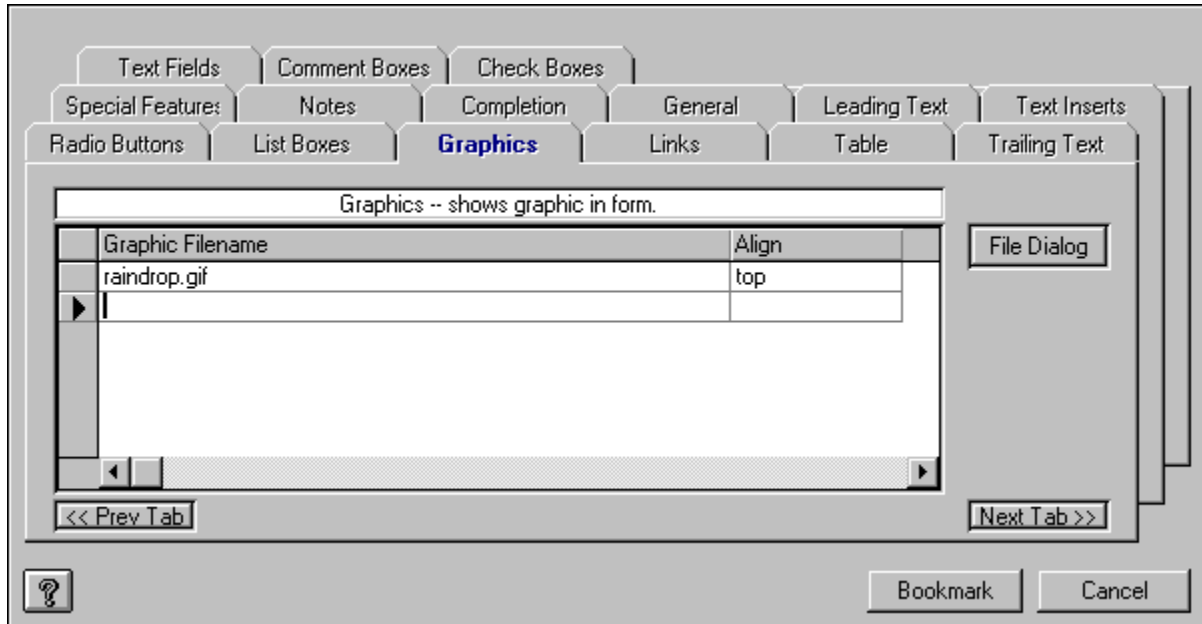 Text Fields Comment Boxes Check Boxes
Special Features Notes Completion General Leading Text Text Inserts
Radio Buttons List Boxes Graphics Links Table Trailing Text
Graphics -- shows graphic in form.
Graphic Filename Align File Dialog
raindrop.gif top
<< Prev Tab Next Tab >>
? Bookmark Cancel